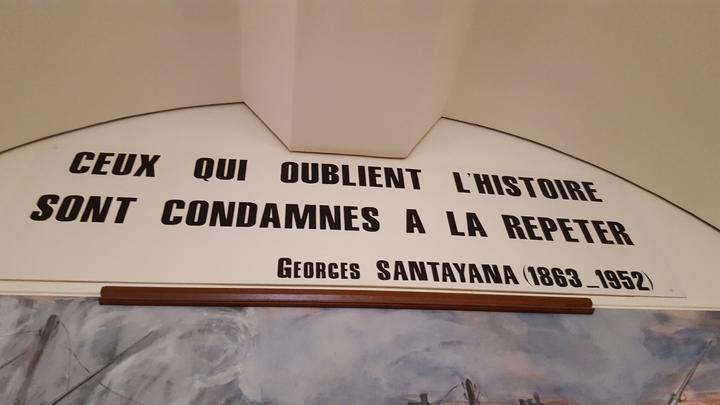 CEUX QUI OUBLIENT L'HISTOIRE
SONT CONDAMNES A LA REPETER
GEORGES SANTAYANA (1863_1952)